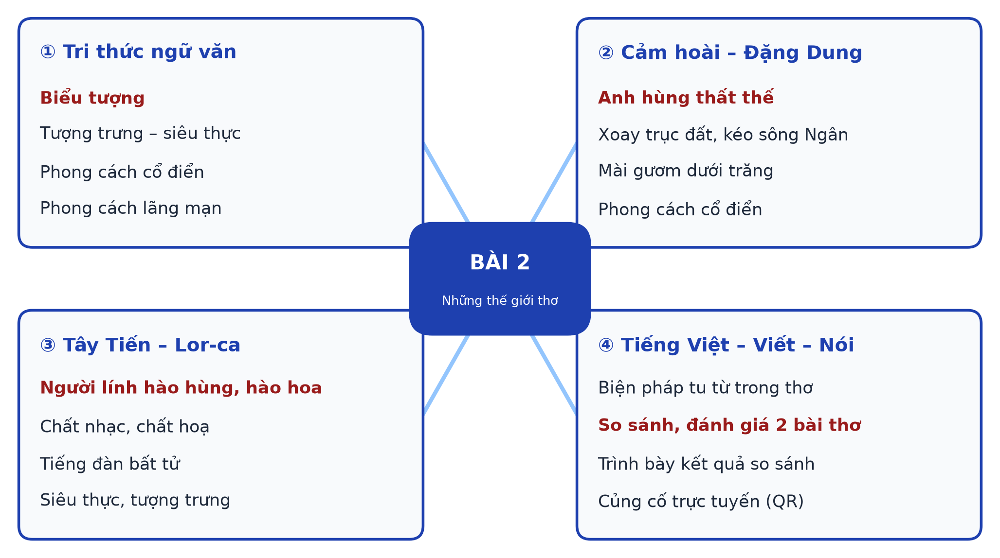 ① Tri thức ngữ văn
Biểu tượng
Tượng trưng – siêu thực
Phong cách cổ điển
Phong cách lãng mạn
② Cảm hoài – Đặng Dung
Anh hùng thất thế
Xoay trục đất, kéo sông Ngân
Mài gươm dưới trăng
Phong cách cổ điển
BÀI 2
Những thế giới thơ
③ Tây Tiến – Lor-ca
Người lính hào hùng, hào hoa
Chất nhạc, chất hoạ
Tiếng đàn bất tử
Siêu thực, tượng trưng
④ Tiếng Việt – Viết – Nói
Biện pháp tu từ trong thơ
So sánh, đánh giá 2 bài thơ
Trình bày kết quả so sánh
Củng cố trực tuyến (QR)